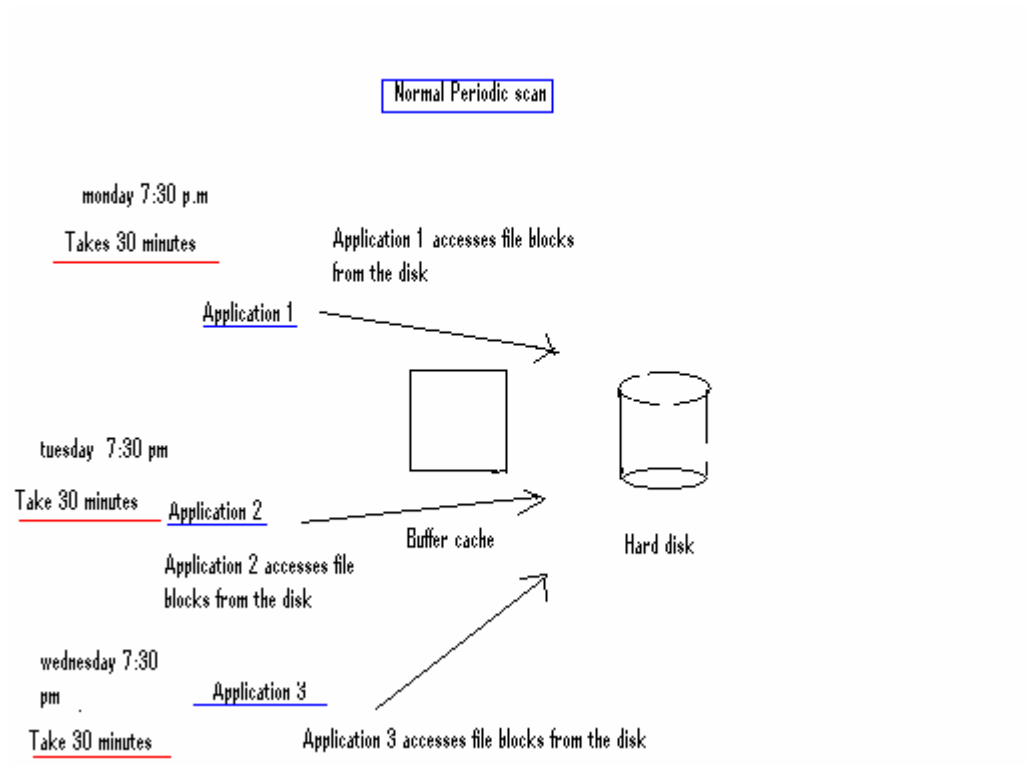 Normal Periodic scan
monday 7:30 p.m
Takes 30 minutes
Application 1 accesses file blocks
from the disk
Application 1
tuesday 7:30 pm
Take 30 minutes
Application 2
Buffer cache
Hard disk
Application 2 accesses file
blocks from the disk
wednesday 7:30
pm
Application 3
Take 30 minutes
Application 3 accesses file blocks from the disk